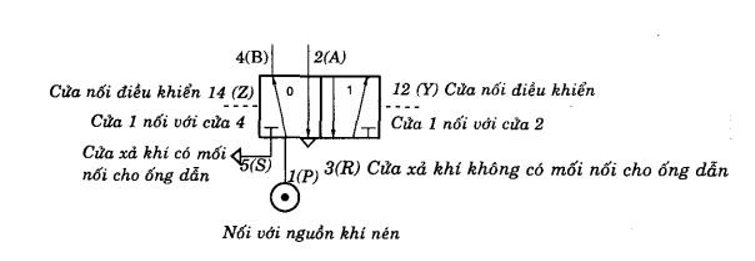 4(B) 2(A)
Cửa nối điều khiển 14 (Z) 0 1 12 (Y) Cửa nối điều khiển
Cửa 1 nối với cửa 4 Cửa 1 nối với cửa 2
Cửa xả khí có mối
nối cho ống dẫn 5(S) 1(P) 3(R) Cửa xả khí không có mối nối cho ống dẫn
Nối với nguồn khí nén